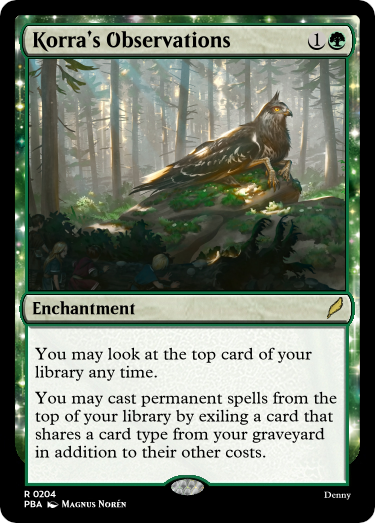 Korra's Observations 1
Enchantment
You may look at the top card of your
library any time.
You may cast permanent spells from the
top of your library by exiling a card that
shares a card type from your graveyard
in addition to their other costs.
R 0204
PBA Magnus Norén
Denny